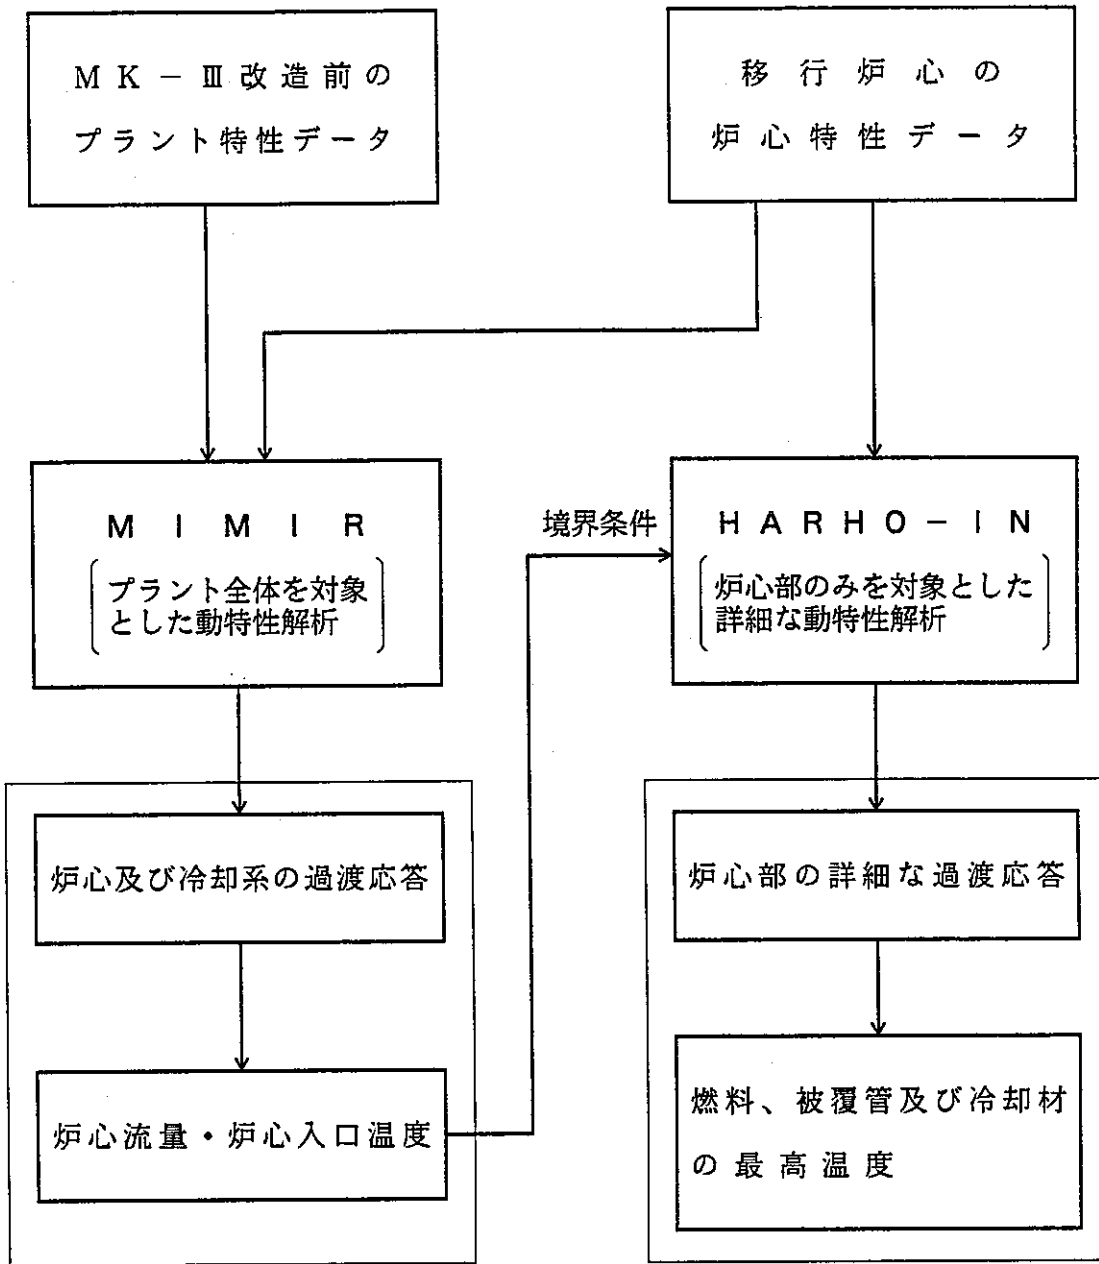 MK-Ⅲ改造前の
プラント特性データ
移行炉心の
炉心特性データ
MIMIR
プラント全体を対象
とした動特性解析
境界条件
HARHO-IN
炉心部のみを対象とした
詳細な動特性解析
炉心及び冷却系の過渡応答
炉心流量・炉心入口温度
炉心部の詳細な過渡応答
燃料、被覆管及び冷却材
の最高温度